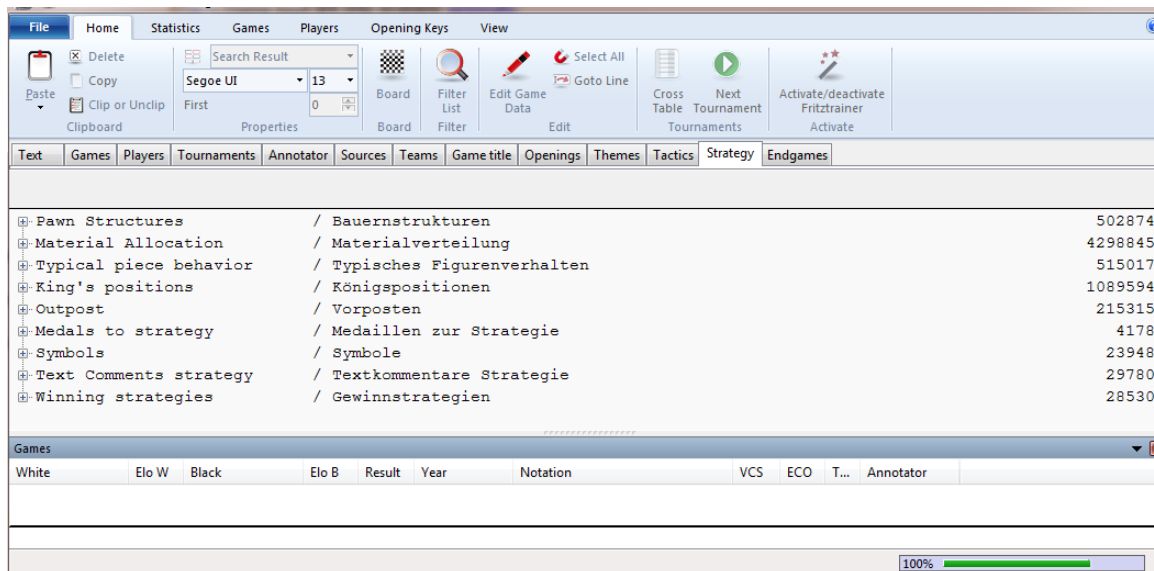 File Home Statistics Games Players Opening Keys View
Delete Search Result Select All
Copy Segoe UI 13 Goto Line
Paste Clip or Unclip First 0 Board Filter List Edit Game Data Cross Table Next Tournament Activate/deactivate Fritztrainer
Clipboard Properties Board Filter Edit Tournaments Activate
Text Games Players Tournaments Annotator Sources Teams Game title Openings Themes Tactics Strategy Endgames
Pawn Structures / Bauernstrukturen 502874
Material Allocation / Materialverteilung 4298845
Typical piece behavior / Typisches Figurenverhalten 515017
King's positions / Königspositionen 1089594
Outpost / Vorposten 215315
Medals to strategy / Medaillen zur Strategie 4178
Symbols / Symbole 23948
Text Comments strategy / Textkommentare Strategie 29780
Winning strategies / Gewinnstrategien 28530
Games
White Elo W Black Elo B Result Year Notation VCS ECO T... Annotator
100%